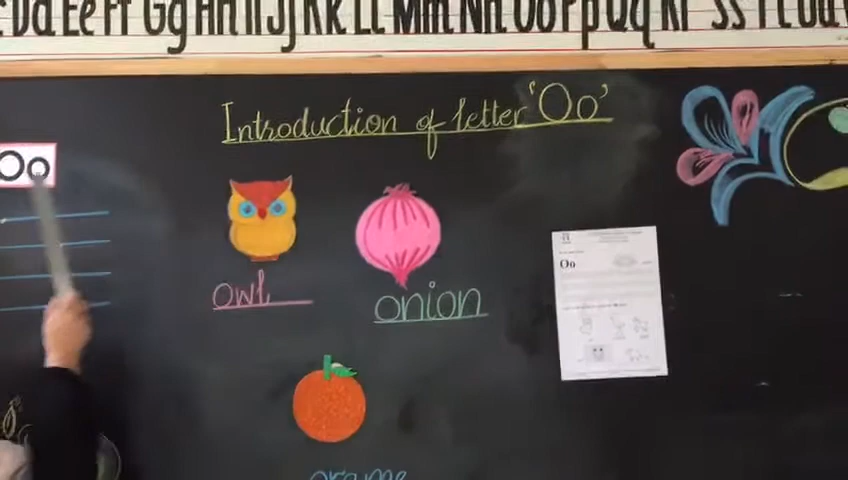 Dd Ee Ff Gg Hh Ii Jj Kk Ll Mm Nn Oo Pp Qq Rr Ss Tt Uu
Introduction of letter 'Oo'
Oo
owl
onion
Oo
orange